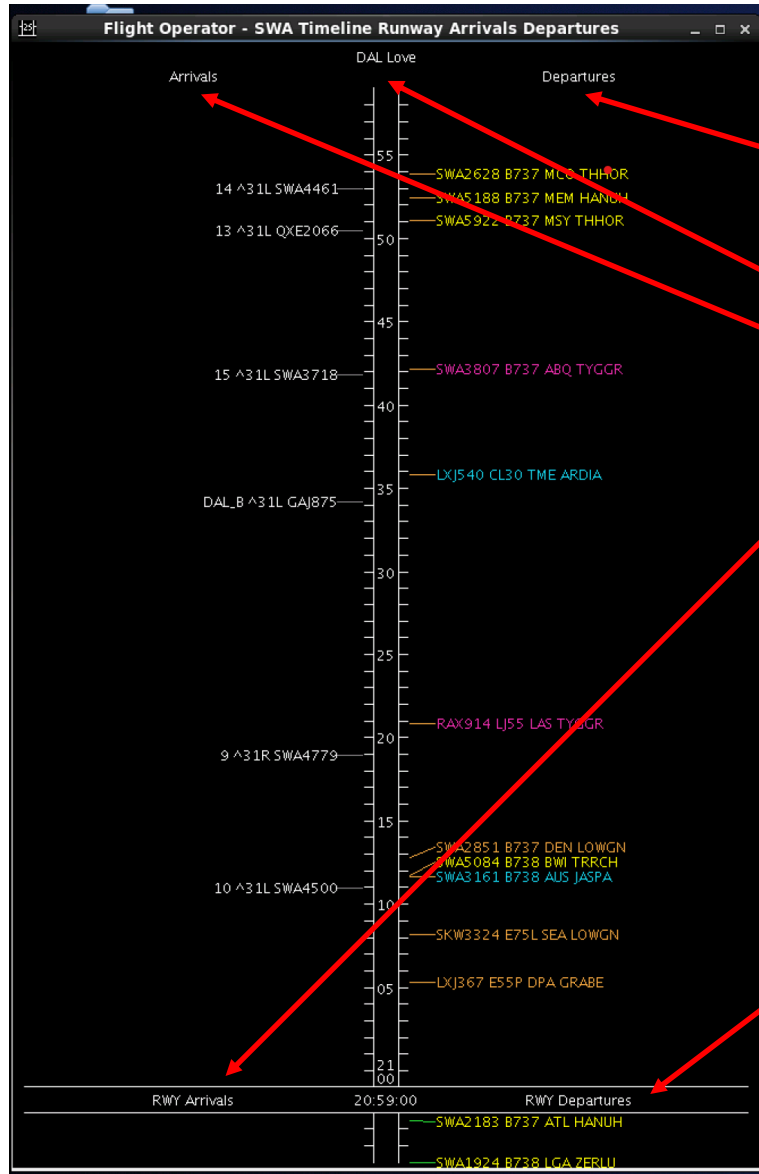 Flight Operator - SWA Timeline Runway Arrivals Departures
DAL Love
Arrivals
Departures
55
SWA2628 B737 MCO THHOR
14 ^31L SWA4461
SWA5188 B737 MEM HANUH
SWA5922 B737 MSY THHOR
13 ^31L QXE2066
50
45
15 ^31L SWA3718
SWA3807 B737 ABQ TYGGR
40
LXJ540 CL30 TME ARDIA
35
DAL_B ^31L GAJ875
30
25
RAX914 LJ55 LAS TYGGR
20
9 ^31R SWA4779
15
SWA2851 B737 DEN LOWGN
SWA5084 B738 BWI TRRCH
SWA3161 B738 AUS JASPA
10 ^31L SWA4500
10
SKW3324 E75L SEA LOWGN
LXJ367 E55P DPA GRABE
05
21
00
RWY Arrivals
20:59:00
RWY Departures
SWA2183 B737 ATL HANUH
SWA1924 B738 LGA ZERLU